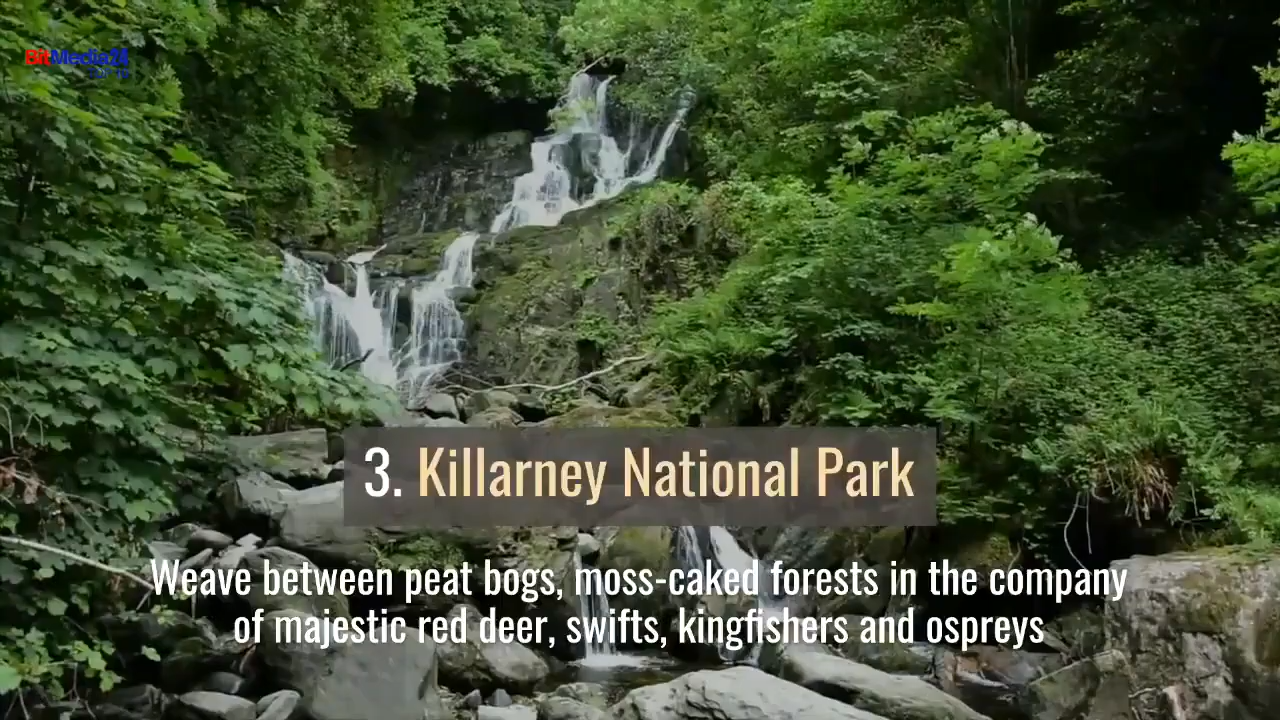 BitMedia24
3. Killarney National Park
Weave between peat bogs, moss-caked forests in the company
of majestic red deer, swifts, kingfishers and ospreys